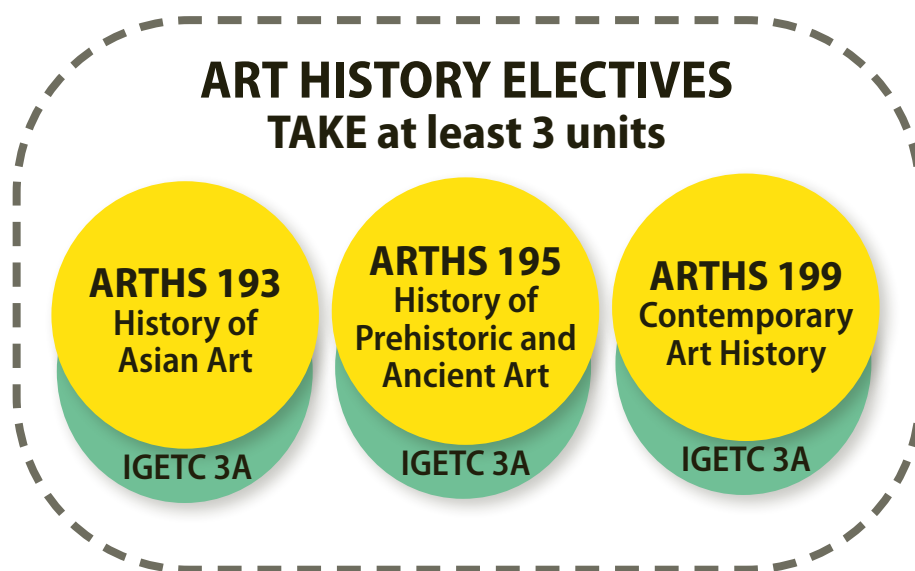 ART HISTORY ELECTIVES
TAKE at least 3 units
ARTHS 193
History of
Asian Art
IGETC 3A
ARTHS 195
History of
Prehistoric and
Ancient Art
IGETC 3A
ARTHS 199
Contemporary
Art History
IGETC 3A